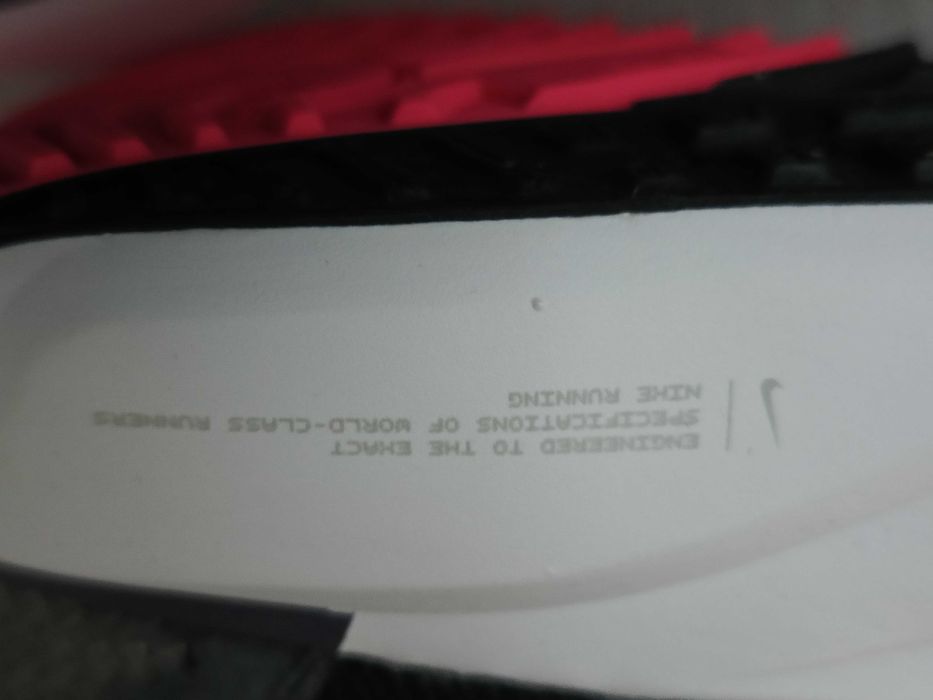 ENGINEERED TO THE EXACT
SPECIFICATIONS OF WORLD-CLASS RUNNERS
NIKE RUNNING